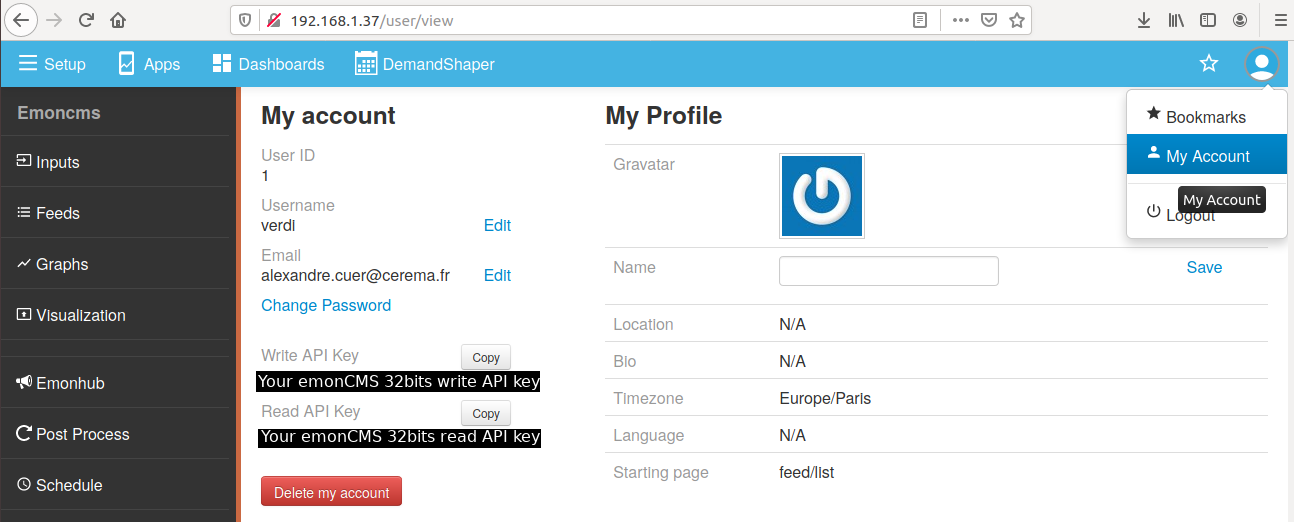 192.168.1.37/user/view
Setup Apps Dashboards DemandShaper
Emoncms
Inputs
Feeds
Graphs
Visualization
Emonhub
Post Process
Schedule
My account
User ID
1
Username
verdi Edit
Email
alexandre.cuer@cerema.fr Edit
Change Password
Write API Key Copy
Your emonCMS 32bits write API key
Read API Key Copy
Your emonCMS 32bits read API key
Delete my account
My Profile
Gravatar
Name Save
Location N/A
Bio N/A
Timezone Europe/Paris
Language N/A
Starting page feed/list
Bookmarks
My Account
My Account
Logout